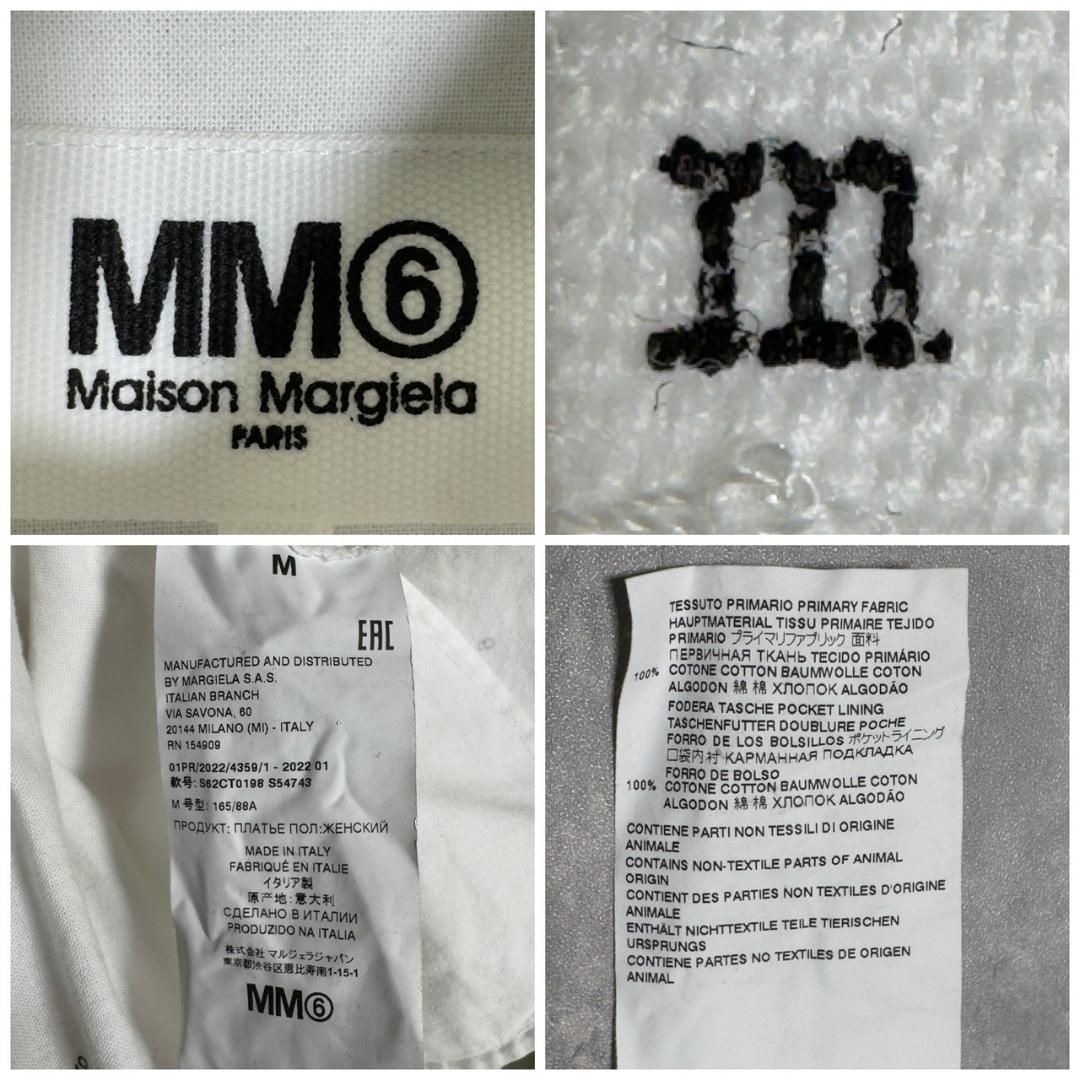 MM⑥
Maison Margiela
PARIS
III
M
EAC
MANUFACTURED AND DISTRIBUTED
BY MARGIELA S.A.S.
ITALIAN BRANCH
VIA SAVONA, 60
20144 MILANO (MI) - ITALY
RN 154909
01PR/2022/4359/1 - 2022 01
款号: S62CT0198 S54743
M 号型: 165/88A
ПРОДУКТ: ПЛАТЬЕ ПОЛ:ЖЕНСКИЙ
MADE IN ITALY
FABRIQUÉ EN ITALIE
イタリア製
原产地:意大利
СДЕЛАНО В ИТАЛИИ
PRODUZIDO NA ITALIA
株式会社 マルジェラジャパン
東京都渋谷区恵比寿南1-15-1
MM⑥
TESSUTO PRIMARIO PRIMARY FABRIC
HAUPTMATERIAL TISSU PRIMAIRE TEJIDO
PRIMARIO プライマリファブリック 面料
ПЕРВИЧНАЯ ТКАНЬ TECIDO PRIMÁRIO
100% COTONE COTTON BAUMWOLLE COTON
ALGODON 綿 棉 ХЛОПОК ALGODÃO
FODERA TASCHE POCKET LINING
TASCHENFUTTER DOUBLURE POCHE
FORRO DE LOS BOLSILLOS ポケットライニング
口袋内衬 КАРМАННАЯ ПОДКЛАДКА
FORRO DE BOLSO
100% COTONE COTTON BAUMWOLLE COTON
ALGODON 綿 棉 ХЛОПОК ALGODÃO
CONTIENE PARTI NON TESSILI DI ORIGINE
ANIMALE
CONTAINS NON-TEXTILE PARTS OF ANIMAL
ORIGIN
CONTIENT DES PARTIES NON TEXTILES D'ORIGINE
ANIMALE
ENTHÄLT NICHTTEXTILE TEILE TIERISCHEN
URSPRUNGS
CONTIENE PARTES NO TEXTILES DE ORIGEN
ANIMAL